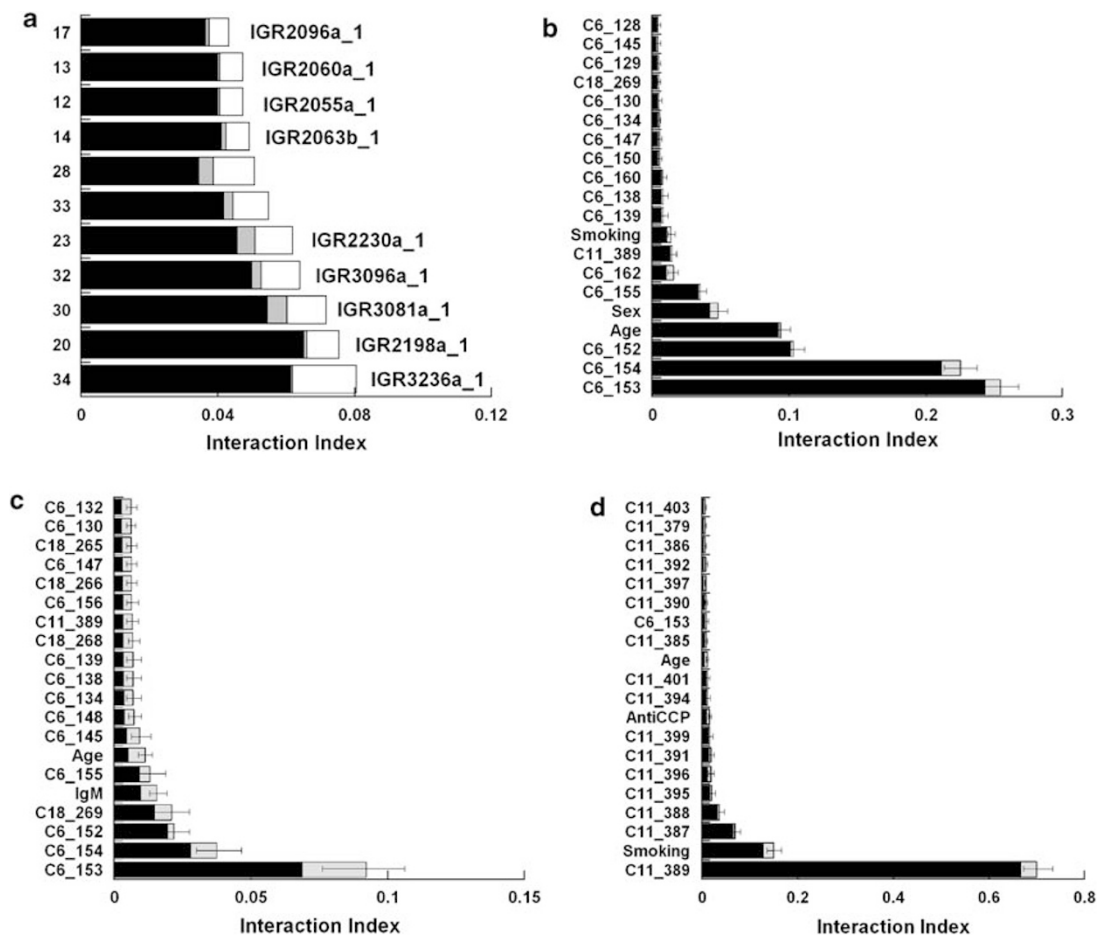 a
17 IGR2096a_1
13 IGR2060a_1
12 IGR2055a_1
14 IGR2063b_1
28
33
23 IGR2230a_1
32 IGR3096a_1
30 IGR3081a_1
20 IGR2198a_1
34 IGR3236a_1
0 0.04 0.08 0.12
Interaction Index
b
C6_128
C6_145
C6_129
C18_269
C6_130
C6_134
C6_147
C6_150
C6_160
C6_138
C6_139
Smoking
C11_389
C6_162
C6_155
Sex
Age
C6_152
C6_154
C6_153
0 0.1 0.2 0.3
Interaction Index
c
C6_132
C6_130
C18_265
C6_147
C18_266
C6_156
C11_389
C18_268
C6_139
C6_138
C6_134
C6_148
C6_145
Age
C6_155
IgM
C18_269
C6_152
C6_154
C6_153
0 0.05 0.1 0.15
Interaction Index
d
C11_403
C11_379
C11_386
C11_392
C11_397
C11_390
C6_153
C11_385
Age
C11_401
C11_394
AntiCCP
C11_399
C11_391
C11_396
C11_395
C11_388
C11_387
Smoking
C11_389
0 0.2 0.4 0.6 0.8
Interaction Index